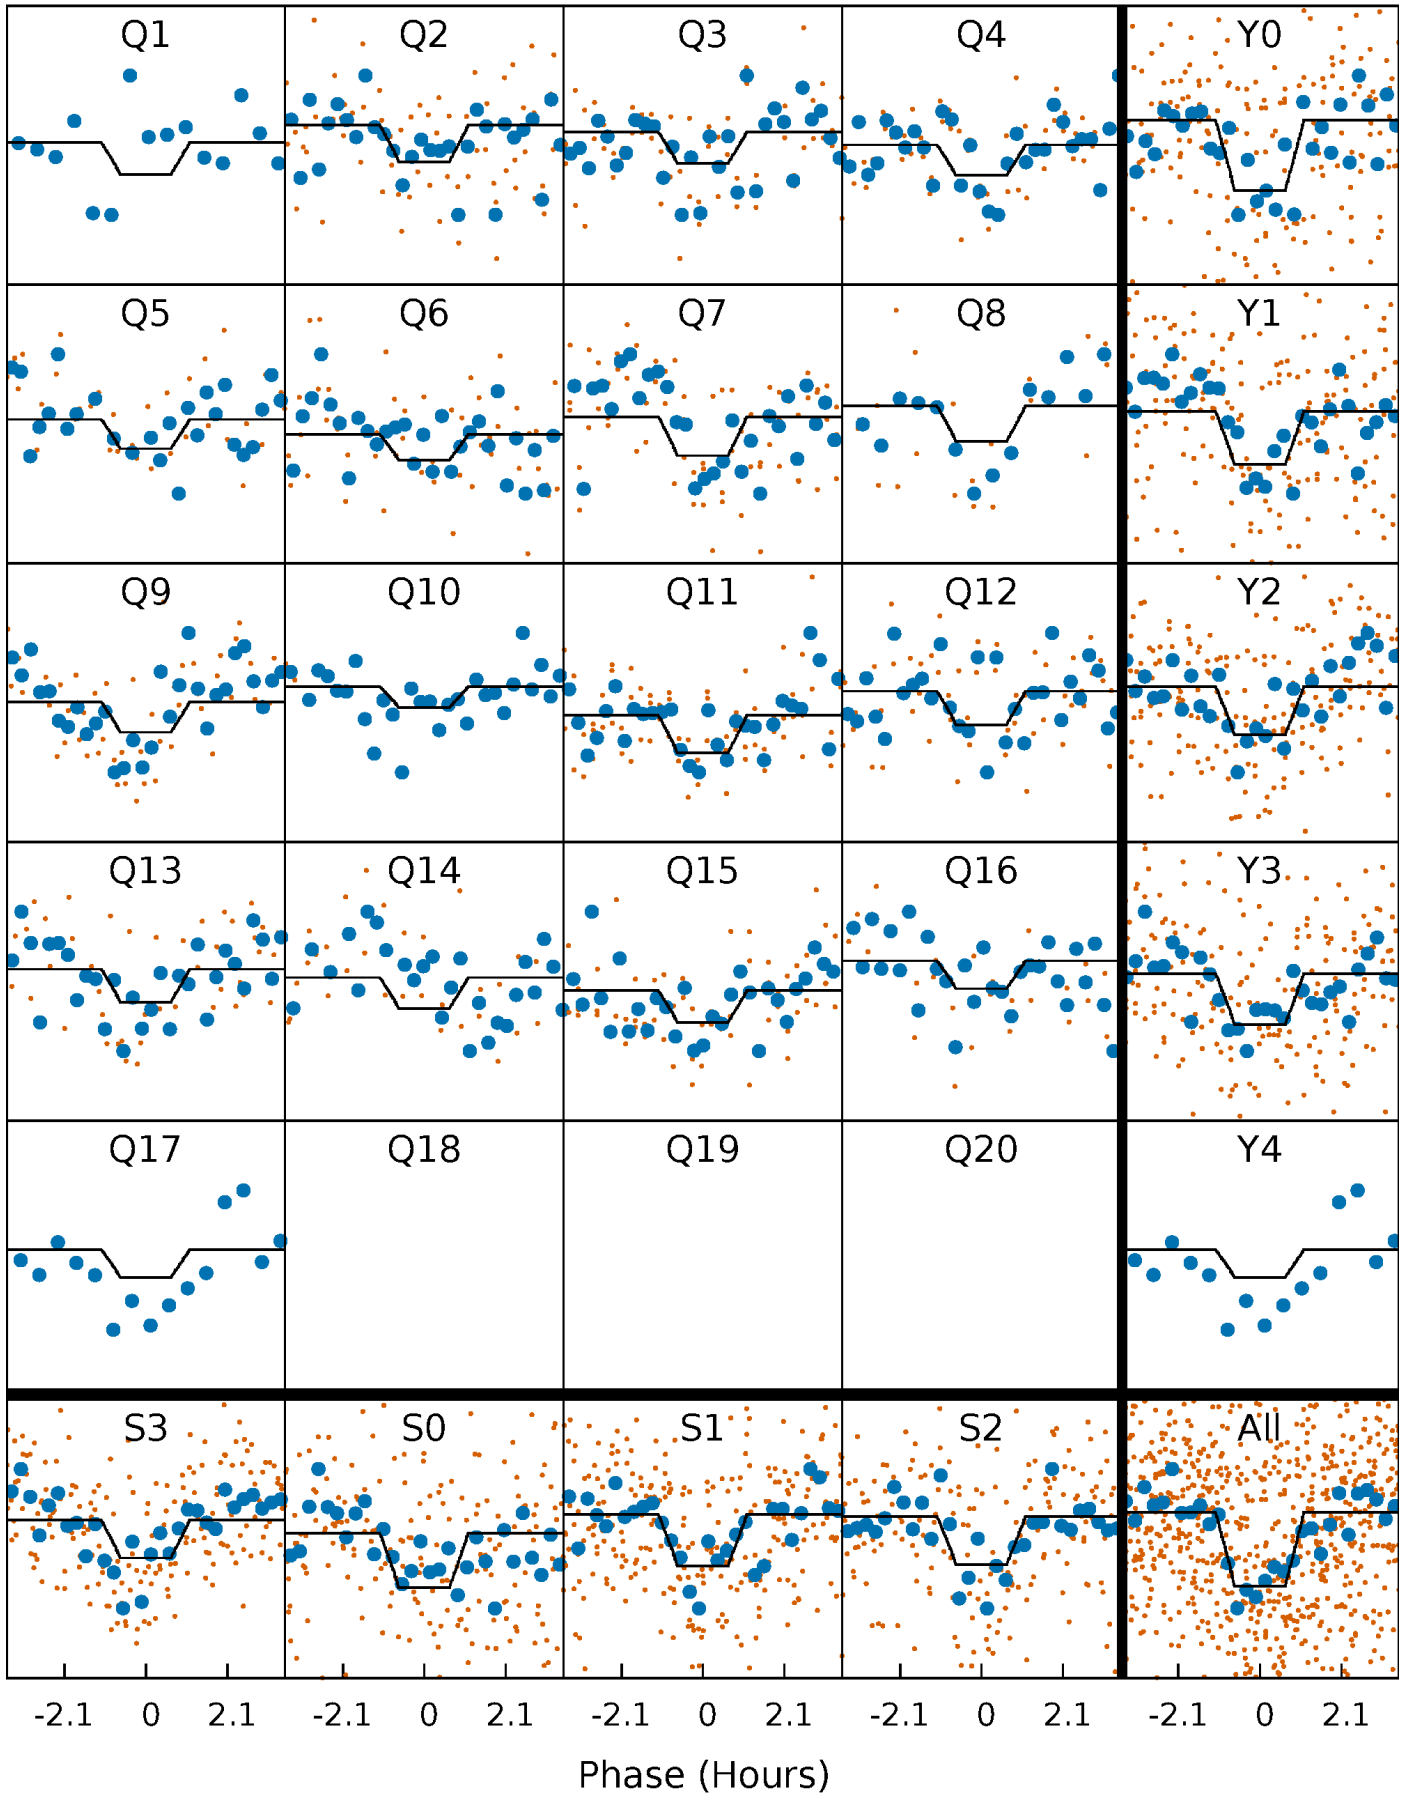 Q1 Q2 Q3 Q4 Y0
Q5 Q6 Q7 Q8 Y1
Q9 Q10 Q11 Q12 Y2
Q13 Q14 Q15 Q16 Y3
Q17 Q18 Q19 Q20 Y4
S3 S0 S1 S2 All
-2.1 0 2.1 -2.1 0 2.1 -2.1 0 2.1 -2.1 0 2.1 -2.1 0 2.1
Phase (Hours)